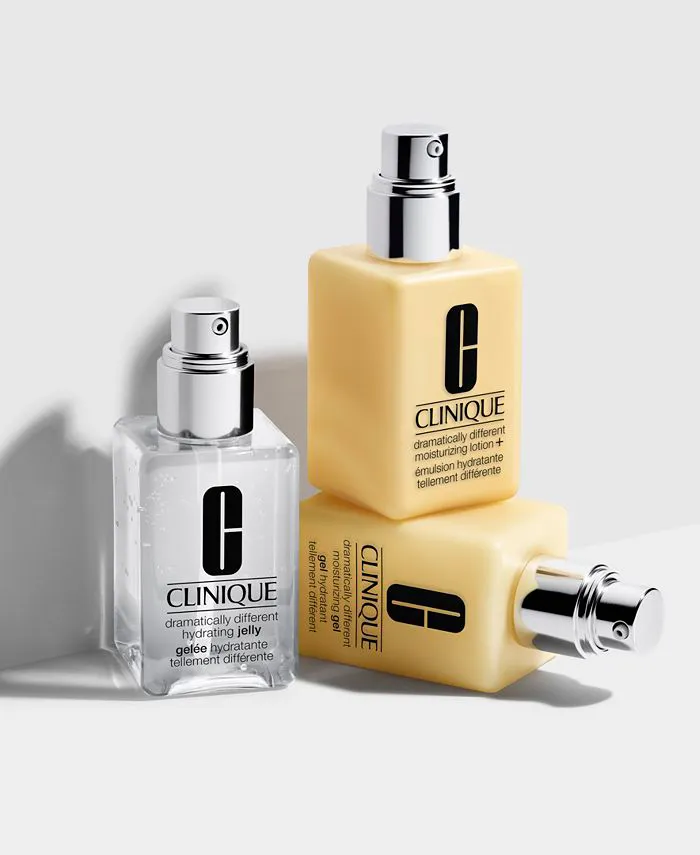 C
CLINIQUE
dramatically different
moisturizing lotion +
émulsion hydratante
tellement différente
C
CLINIQUE
dramatically different
hydrating jelly
gelée hydratante
tellement différente
C
CLINIQUE
dramatically different
moisturizing gel
gel hydratant
tellement différent